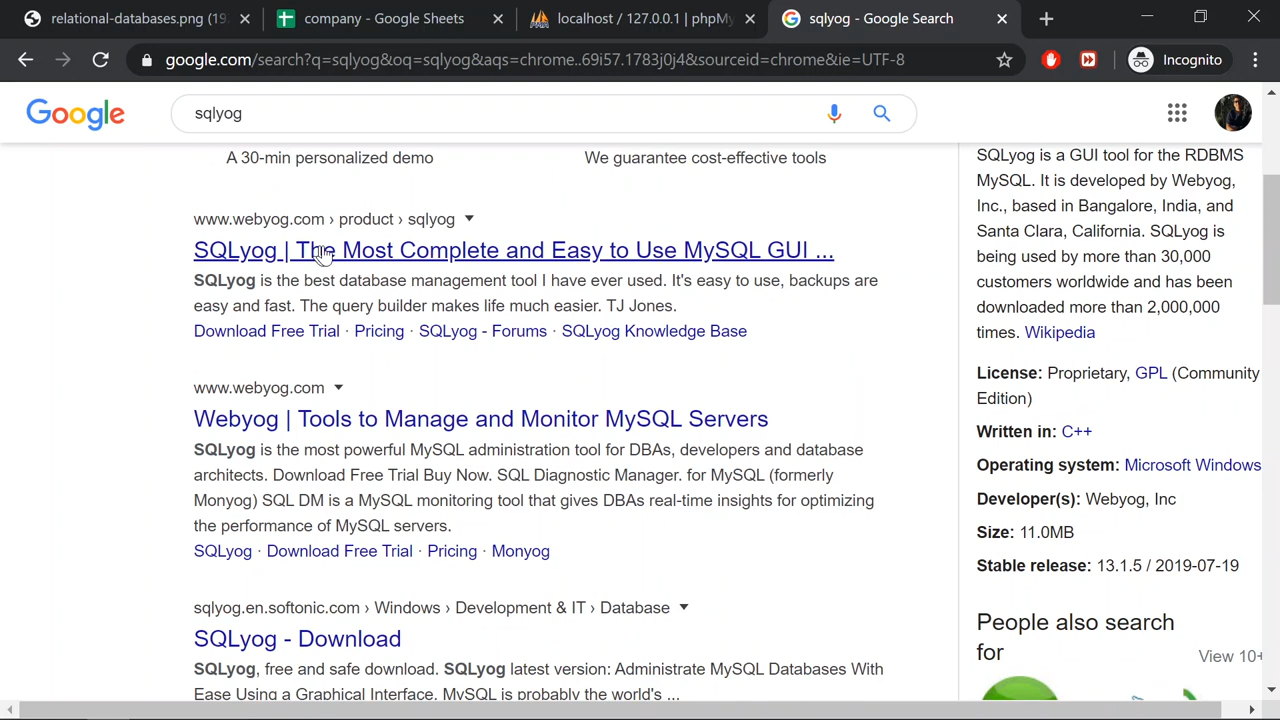 relational-databases.png (19
company - Google Sheets
localhost / 127.0.0.1 | phpMy
sqlyog - Google Search
google.com/search?q=sqlyog&oq=sqlyog&aqs=chrome..69i57.1783j0j4&sourceid=chrome&ie=UTF-8
Incognito
Google
sqlyog
A 30-min personalized demo
We guarantee cost-effective tools
www.webyog.com › product › sqlyog
SQLyog | The Most Complete and Easy to Use MySQL GUI ...
SQLyog is the best database management tool I have ever used. It's easy to use, backups are
easy and fast. The query builder makes life much easier. TJ Jones.
Download Free Trial · Pricing · SQLyog - Forums · SQLyog Knowledge Base
www.webyog.com
Webyog | Tools to Manage and Monitor MySQL Servers
SQLyog is the most powerful MySQL administration tool for DBAs, developers and database
architects. Download Free Trial Buy Now. SQL Diagnostic Manager. for MySQL (formerly
Monyog) SQL DM is a MySQL monitoring tool that gives DBAs real-time insights for optimizing
the performance of MySQL servers.
SQLyog · Download Free Trial · Pricing · Monyog
sqlyog.en.softonic.com › Windows › Development & IT › Database
SQLyog - Download
SQLyog, free and safe download. SQLyog latest version: Administrate MySQL Databases With
Ease Using a Graphical Interface. MySQL is probably the world's ...
SQLyog is a GUI tool for the RDBMS
MySQL. It is developed by Webyog,
Inc., based in Bangalore, India, and
Santa Clara, California. SQLyog is
being used by more than 30,000
customers worldwide and has been
downloaded more than 2,000,000
times. Wikipedia
License: Proprietary, GPL (Community
Edition)
Written in: C++
Operating system: Microsoft Windows
Developer(s): Webyog, Inc
Size: 11.0MB
Stable release: 13.1.5 / 2019-07-19
People also search
for
View 10+